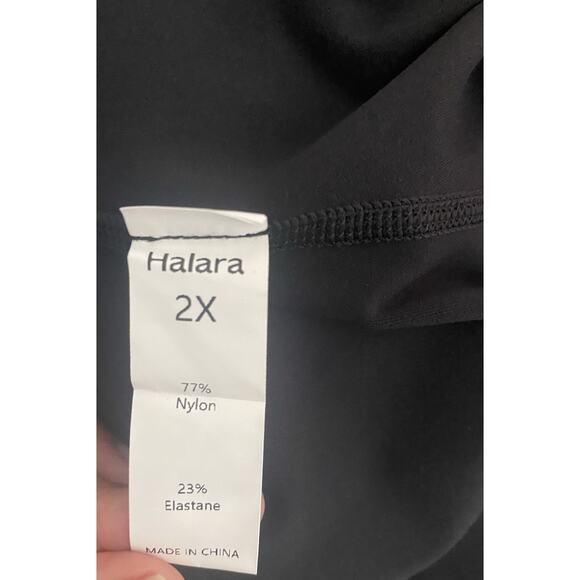 Halara
2X
77%
Nylon
23%
Elastane
MADE IN CHINA